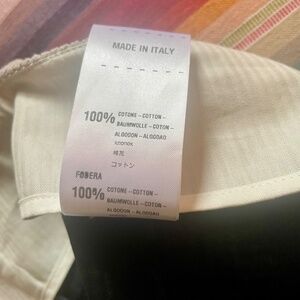 MADE IN ITALY
100% COTONE - COTTON -
BAUMWOLLE - COTON -
ALGODON - ALGODAO
ХЛОПОК
棉花
コットン
FODERA
100% COTONE - COTTON -
BAUMWOLLE - COTON -
ALGODON - ALGODAO